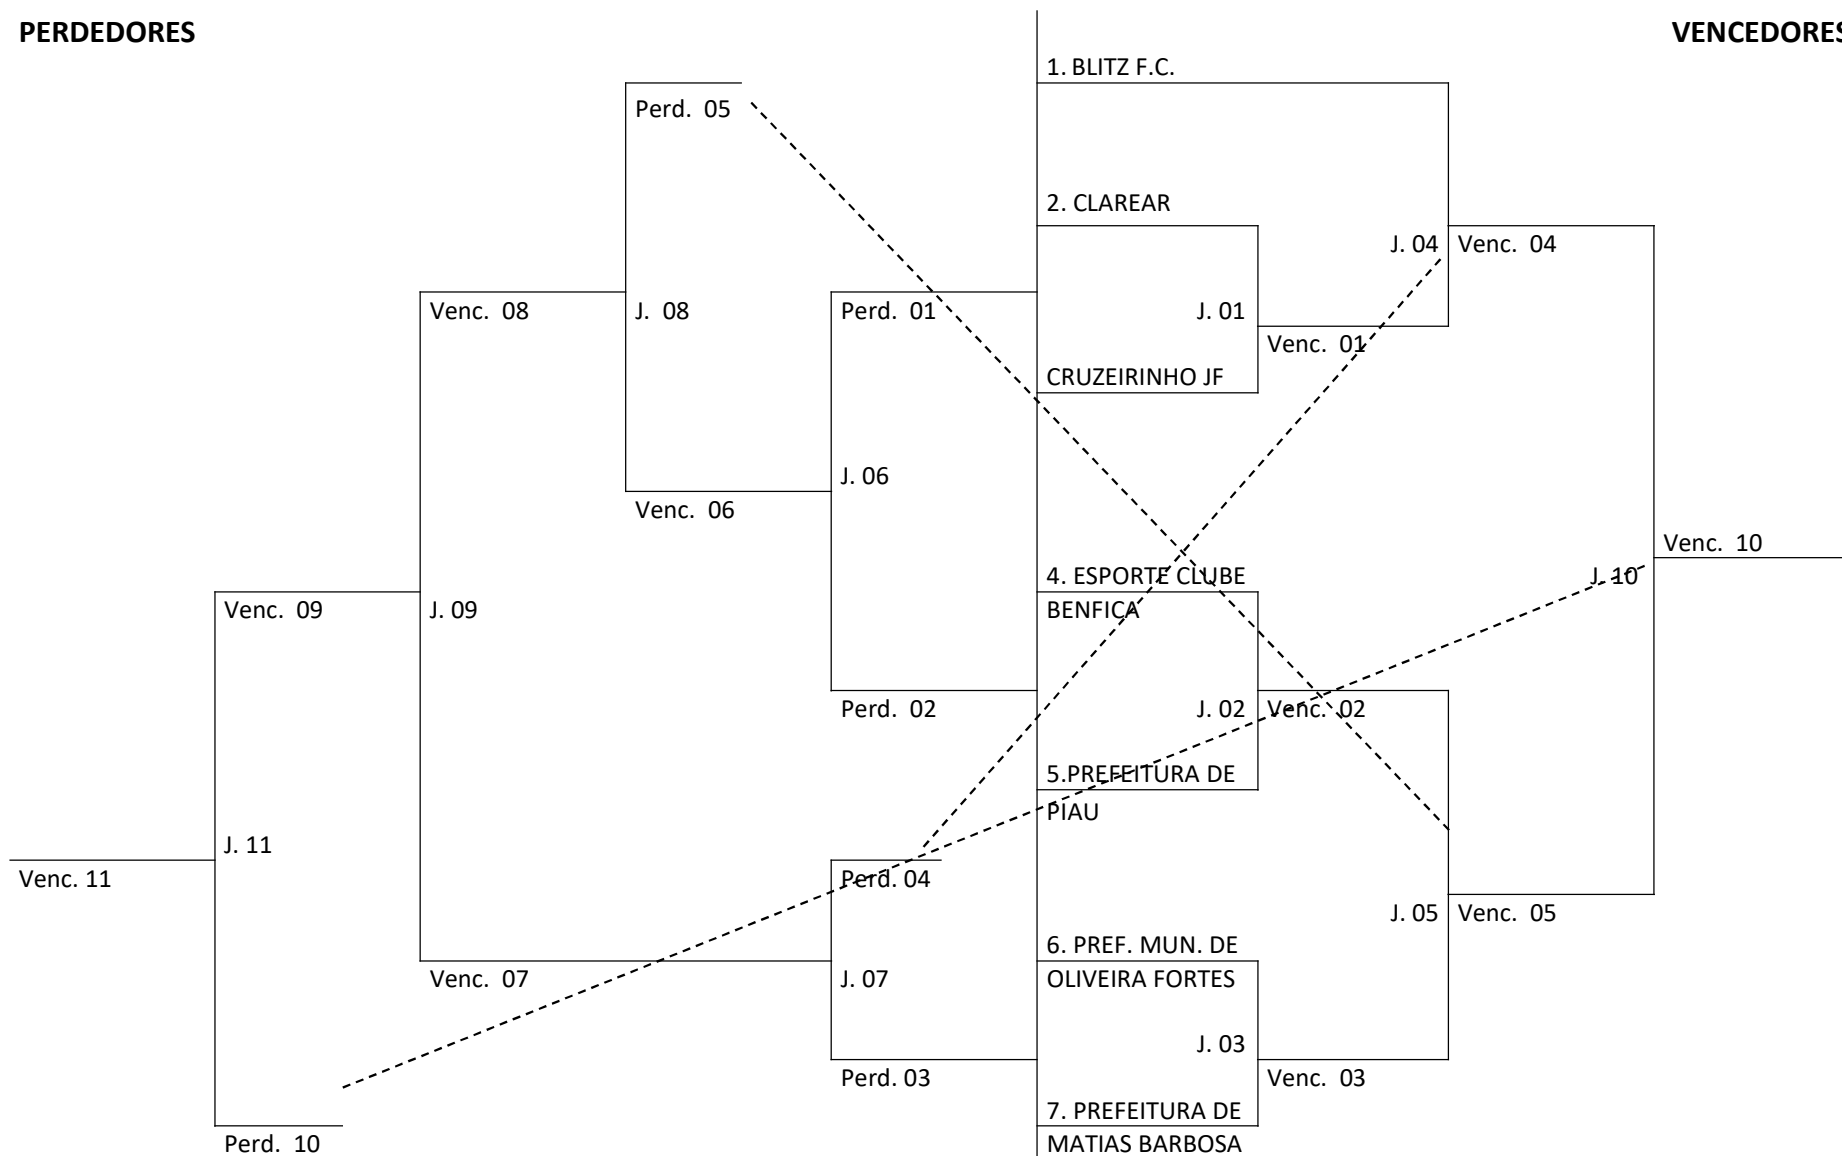 PERDEDORES
VENCEDORES
1. BLITZ F.C.
Perd. 05
2. CLAREAR
J. 04
Venc. 04
Venc. 08
J. 08
Perd. 01
J. 01
Venc. 01
CRUZEIRINHO JF
J. 06
Venc. 06
Venc. 10
4. ESPORTE CLUBE
BENFICA
J. 10
Venc. 09
J. 09
Perd. 02
J. 02
Venc. 02
5.PREFEITURA DE
PIAU
J. 11
Venc. 11
Perd. 04
J. 05
Venc. 05
6. PREF. MUN. DE
OLIVEIRA FORTES
Venc. 07
J. 07
J. 03
Perd. 03
Venc. 03
7. PREFEITURA DE
MATIAS BARBOSA
Perd. 10